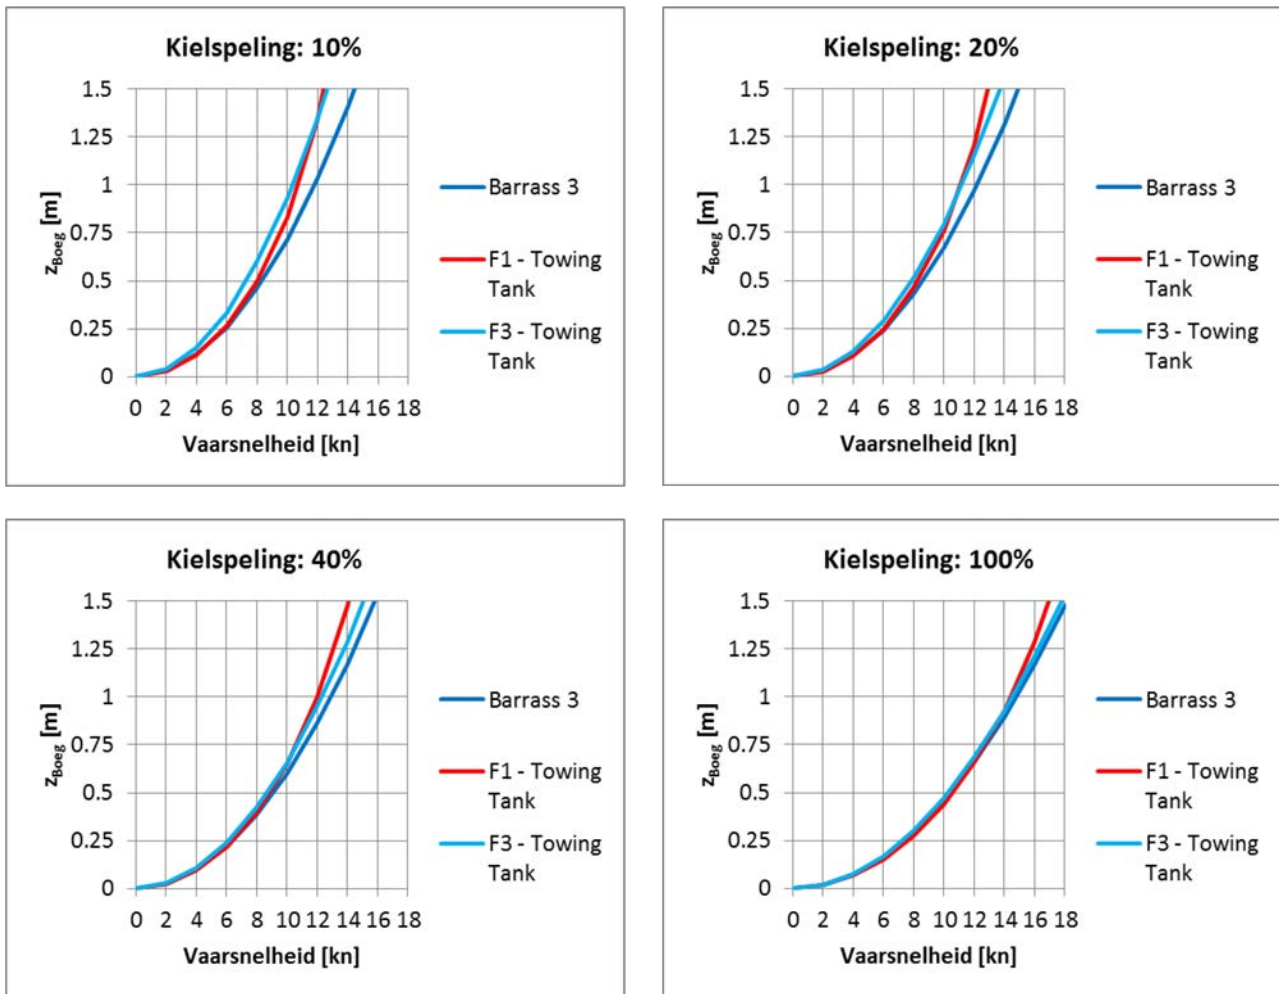 Kielspeling: 10%
1.5
1.25
1
0.75
0.5
0.25
0
z_Boeg [m]
0 2 4 6 8 10 12 14 16 18
Vaarsnelheid [kn]
Barrass 3
F1 - Towing
Tank
F3 - Towing
Tank
Kielspeling: 20%
1.5
1.25
1
0.75
0.5
0.25
0
z_Boeg [m]
0 2 4 6 8 10 12 14 16 18
Vaarsnelheid [kn]
Barrass 3
F1 - Towing
Tank
F3 - Towing
Tank
Kielspeling: 40%
1.5
1.25
1
0.75
0.5
0.25
0
z_Boeg [m]
0 2 4 6 8 10 12 14 16 18
Vaarsnelheid [kn]
Barrass 3
F1 - Towing
Tank
F3 - Towing
Tank
Kielspeling: 100%
1.5
1.25
1
0.75
0.5
0.25
0
z_Boeg [m]
0 2 4 6 8 10 12 14 16 18
Vaarsnelheid [kn]
Barrass 3
F1 - Towing
Tank
F3 - Towing
Tank